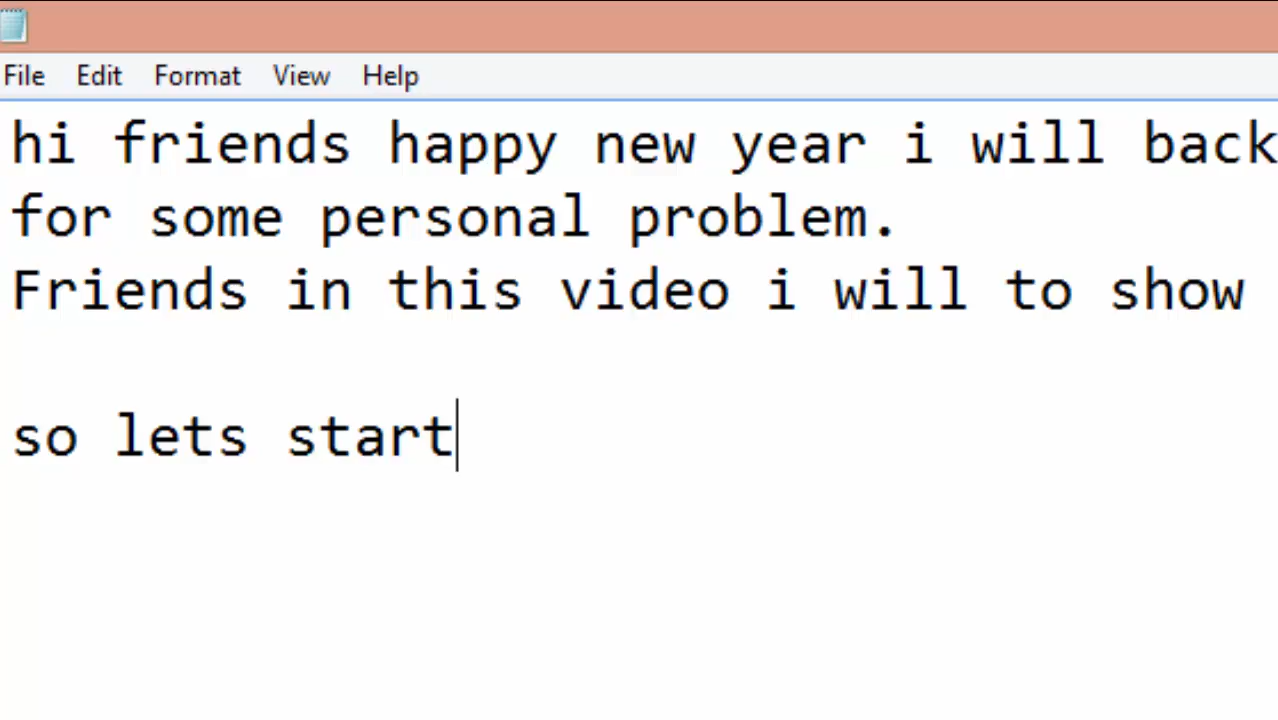 File Edit Format View Help
hi friends happy new year i will back
for some personal problem.
Friends in this video i will to show
so lets start